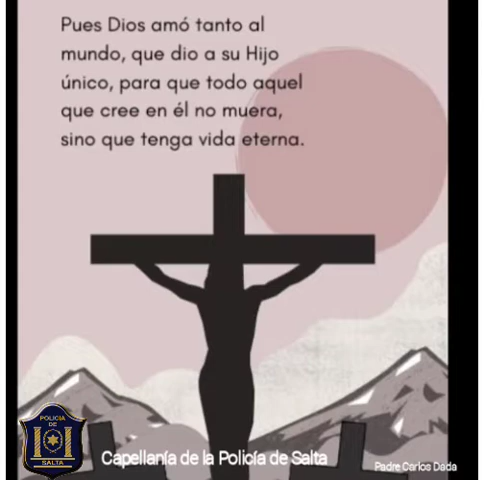 Pues Dios amó tanto al
mundo, que dio a su Hijo
único, para que todo aquel
que cree en él no muera,
sino que tenga vida eterna.
POLICIA
DE
SALTA
Capellanía de la Policía de Salta
Padre Carlos Dada